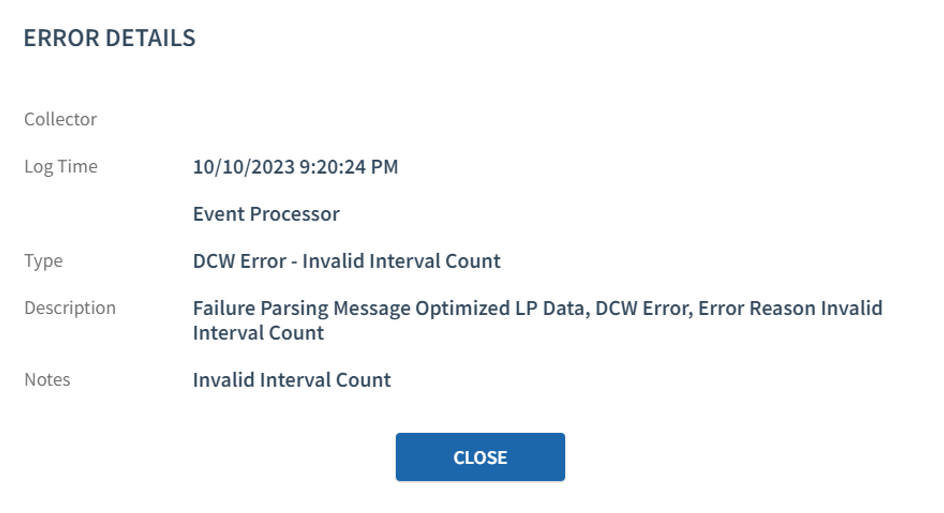 ERROR DETAILS
Collector
Log Time 10/10/2023 9:20:24 PM
Event Processor
Type DCW Error - Invalid Interval Count
Description Failure Parsing Message Optimized LP Data, DCW Error, Error Reason Invalid
Interval Count
Notes Invalid Interval Count
CLOSE